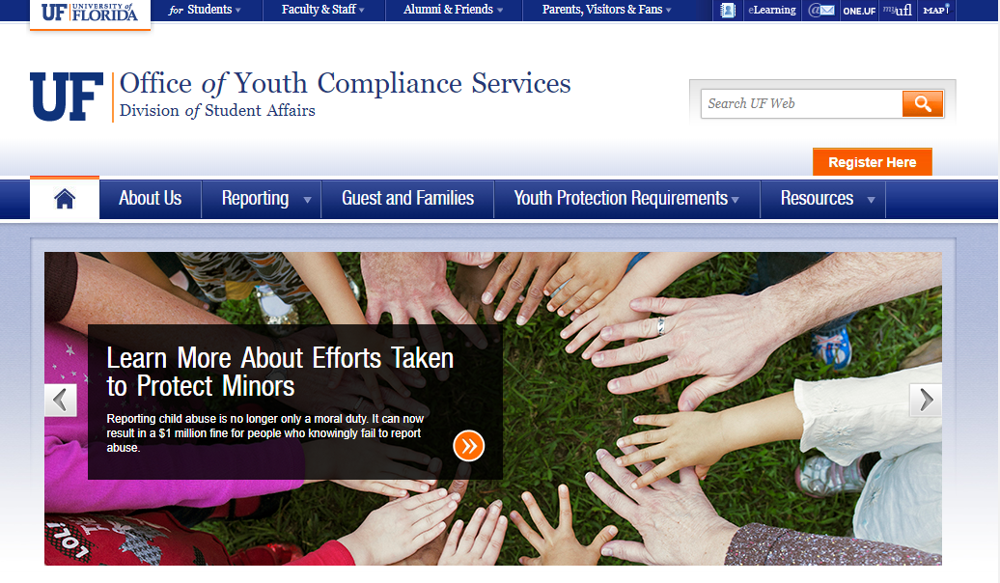 UF UNIVERSITY of FLORIDA
for Students
Faculty & Staff
Alumni & Friends
Parents, Visitors & Fans
eLearning
@
ONE.UF
myufl
MAP
UF Office of Youth Compliance Services
Division of Student Affairs
Search UF Web
Register Here
About Us
Reporting
Guest and Families
Youth Protection Requirements
Resources
Learn More About Efforts Taken
to Protect Minors
Reporting child abuse is no longer only a moral duty. It can now
result in a $1 million fine for people who knowingly fail to report
abuse.